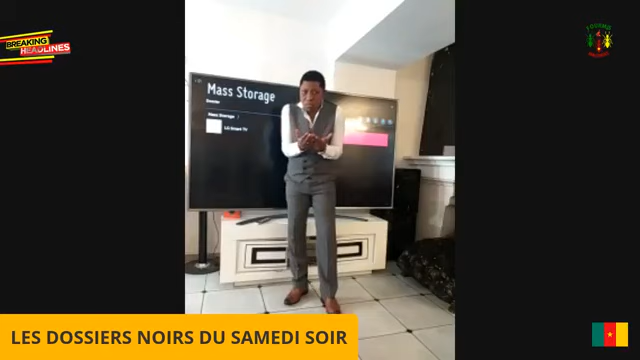 BREAKING
HEADLINES
Mass Storage
Mass Storage /
LG Smart TV
LES DOSSIERS NOIRS DU SAMEDI SOIR